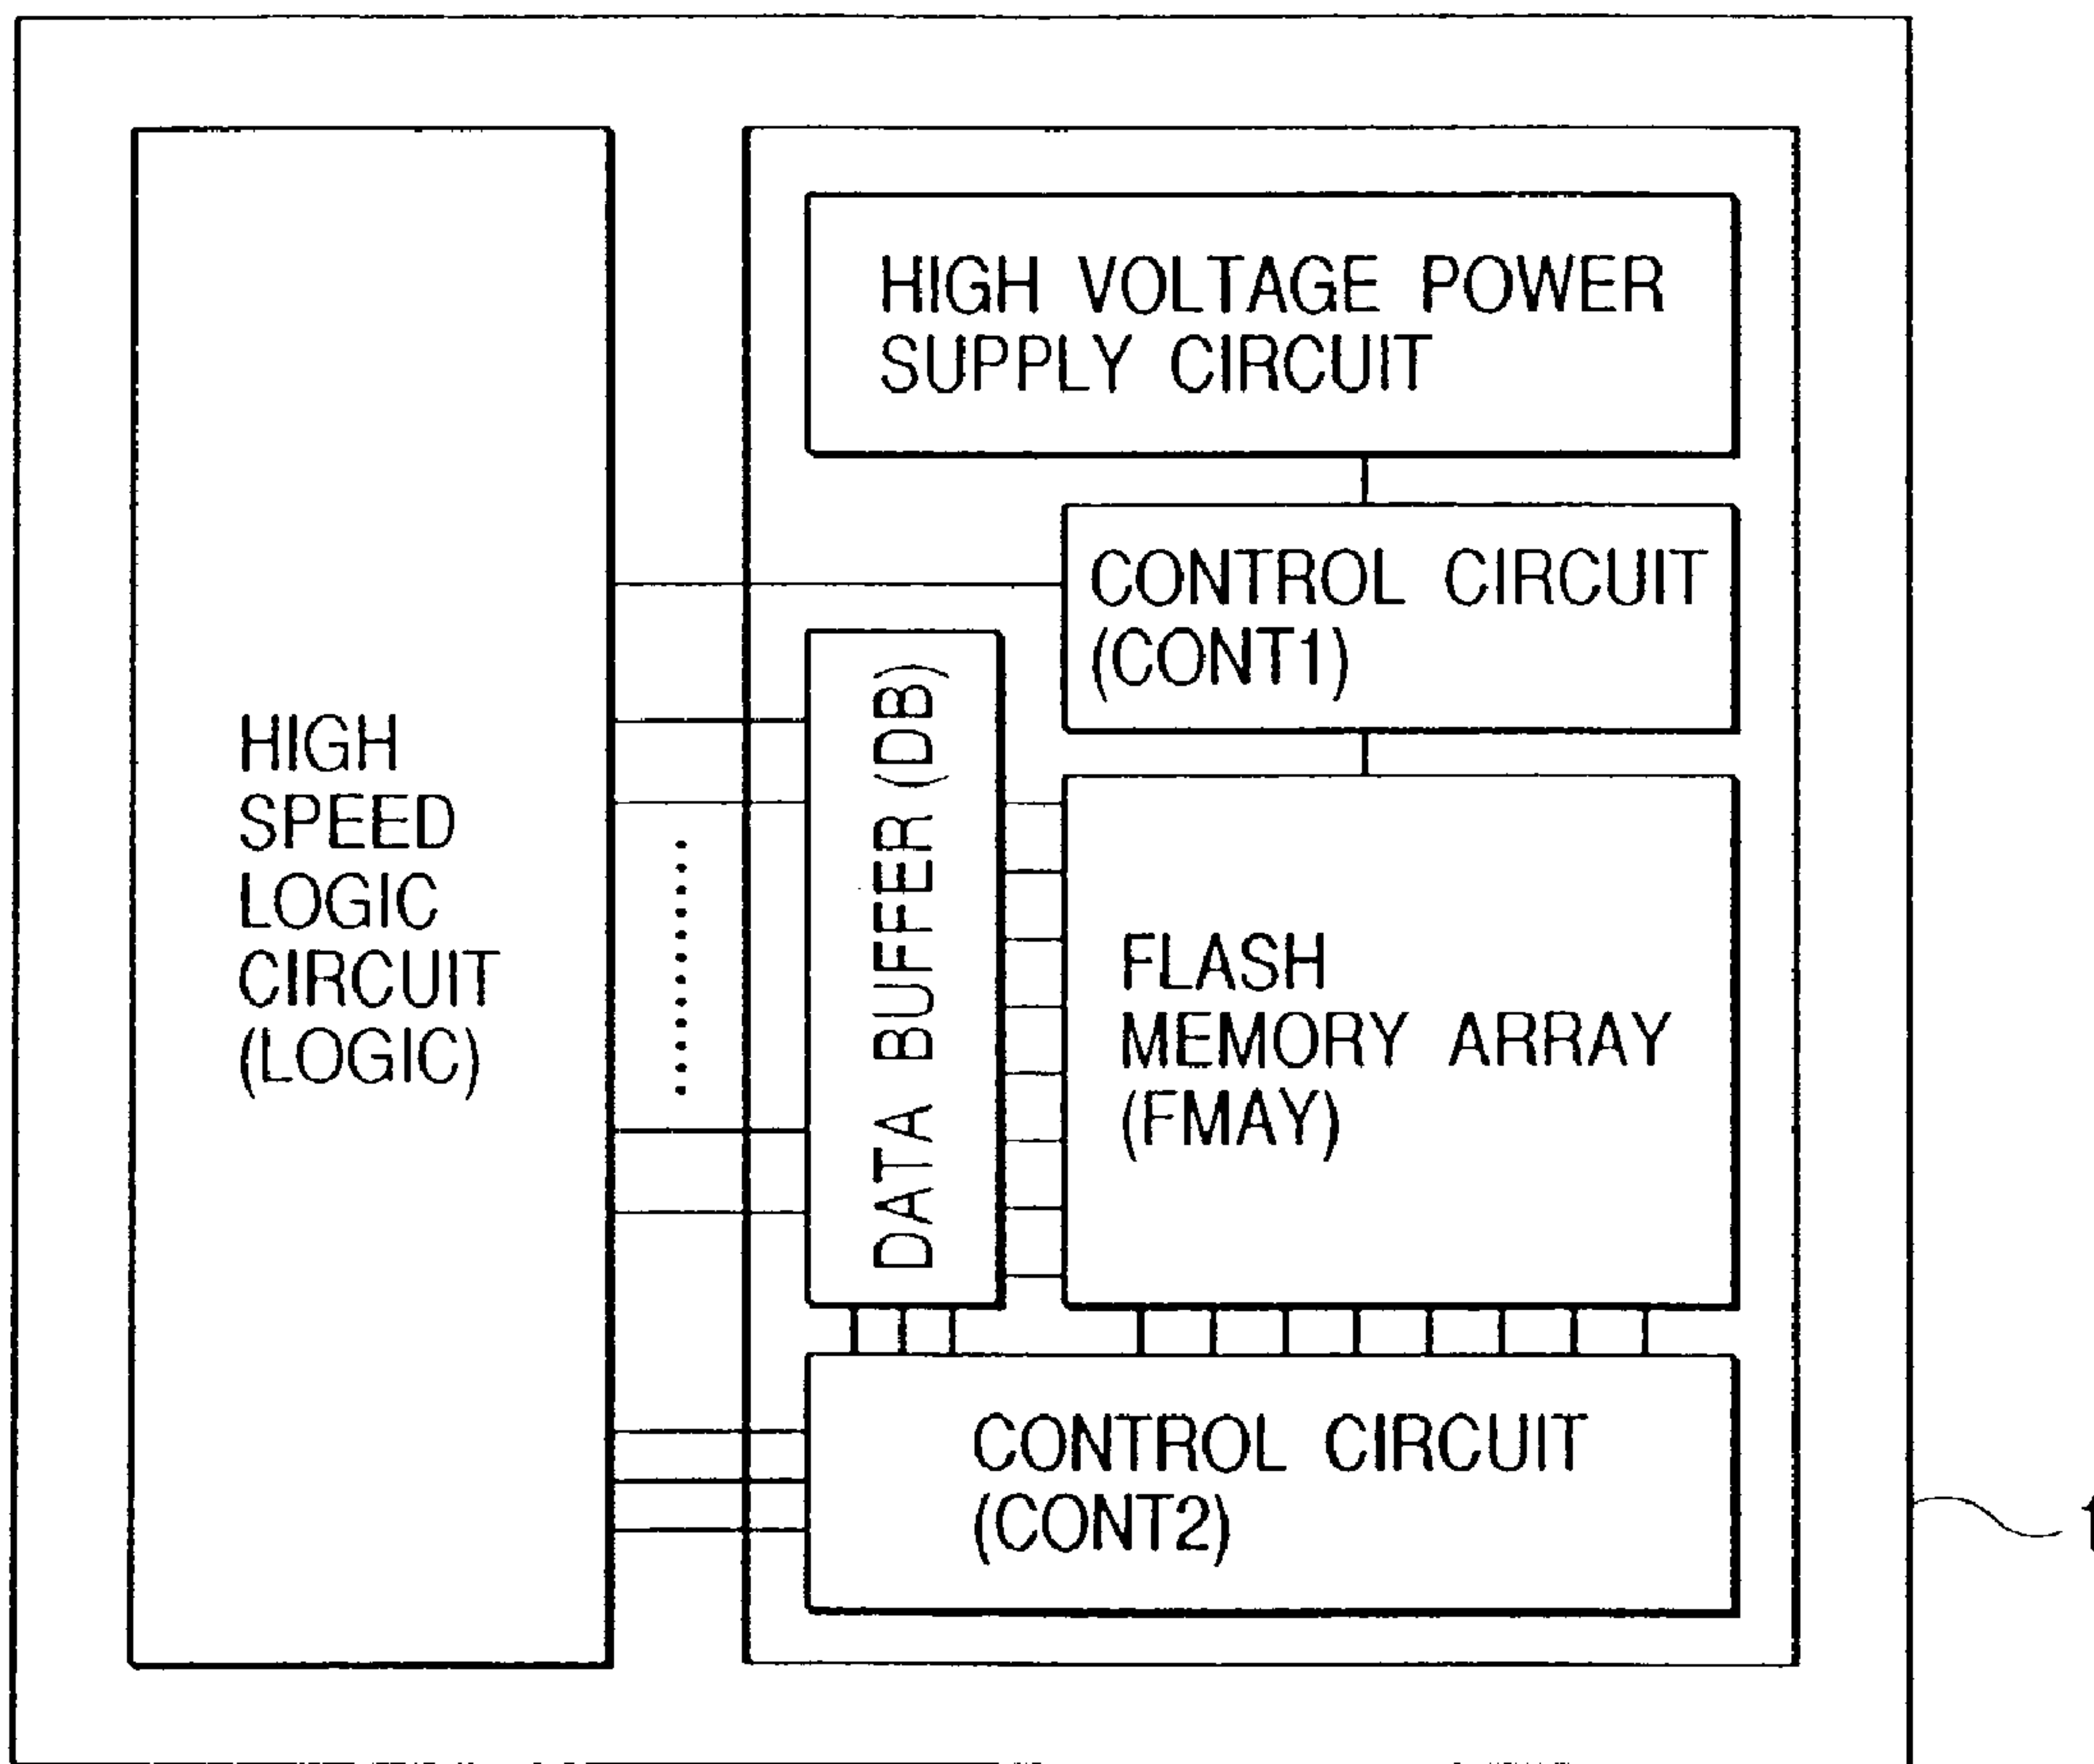 HIGH VOLTAGE POWER
SUPPLY CIRCUIT
CONTROL CIRCUIT
(CONT1)
HIGH
SPEED
LOGIC
CIRCUIT
(LOGIC)
DATA BUFFER (DB)
FLASH
MEMORY ARRAY
(FMAY)
CONTROL CIRCUIT
(CONT2)
1